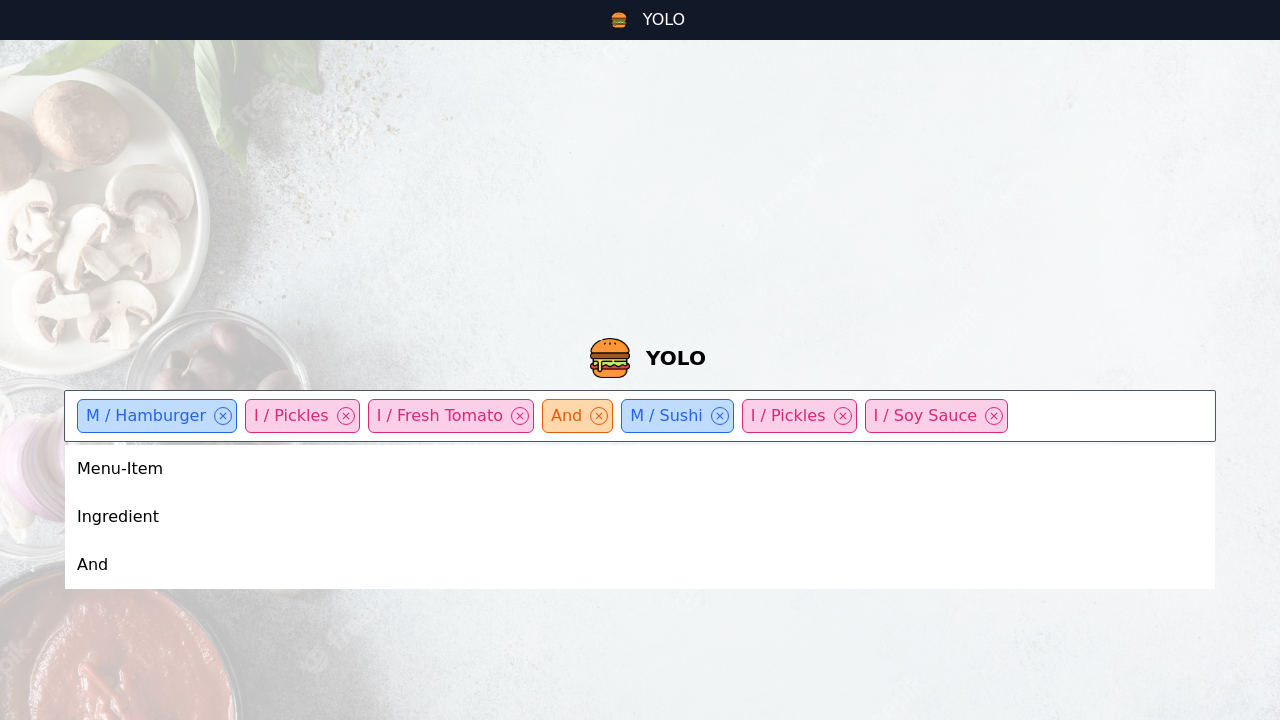 YOLO
YOLO
M / Hamburger I / Pickles I / Fresh Tomato And M / Sushi I / Pickles I / Soy Sauce
Menu-Item
Ingredient
And